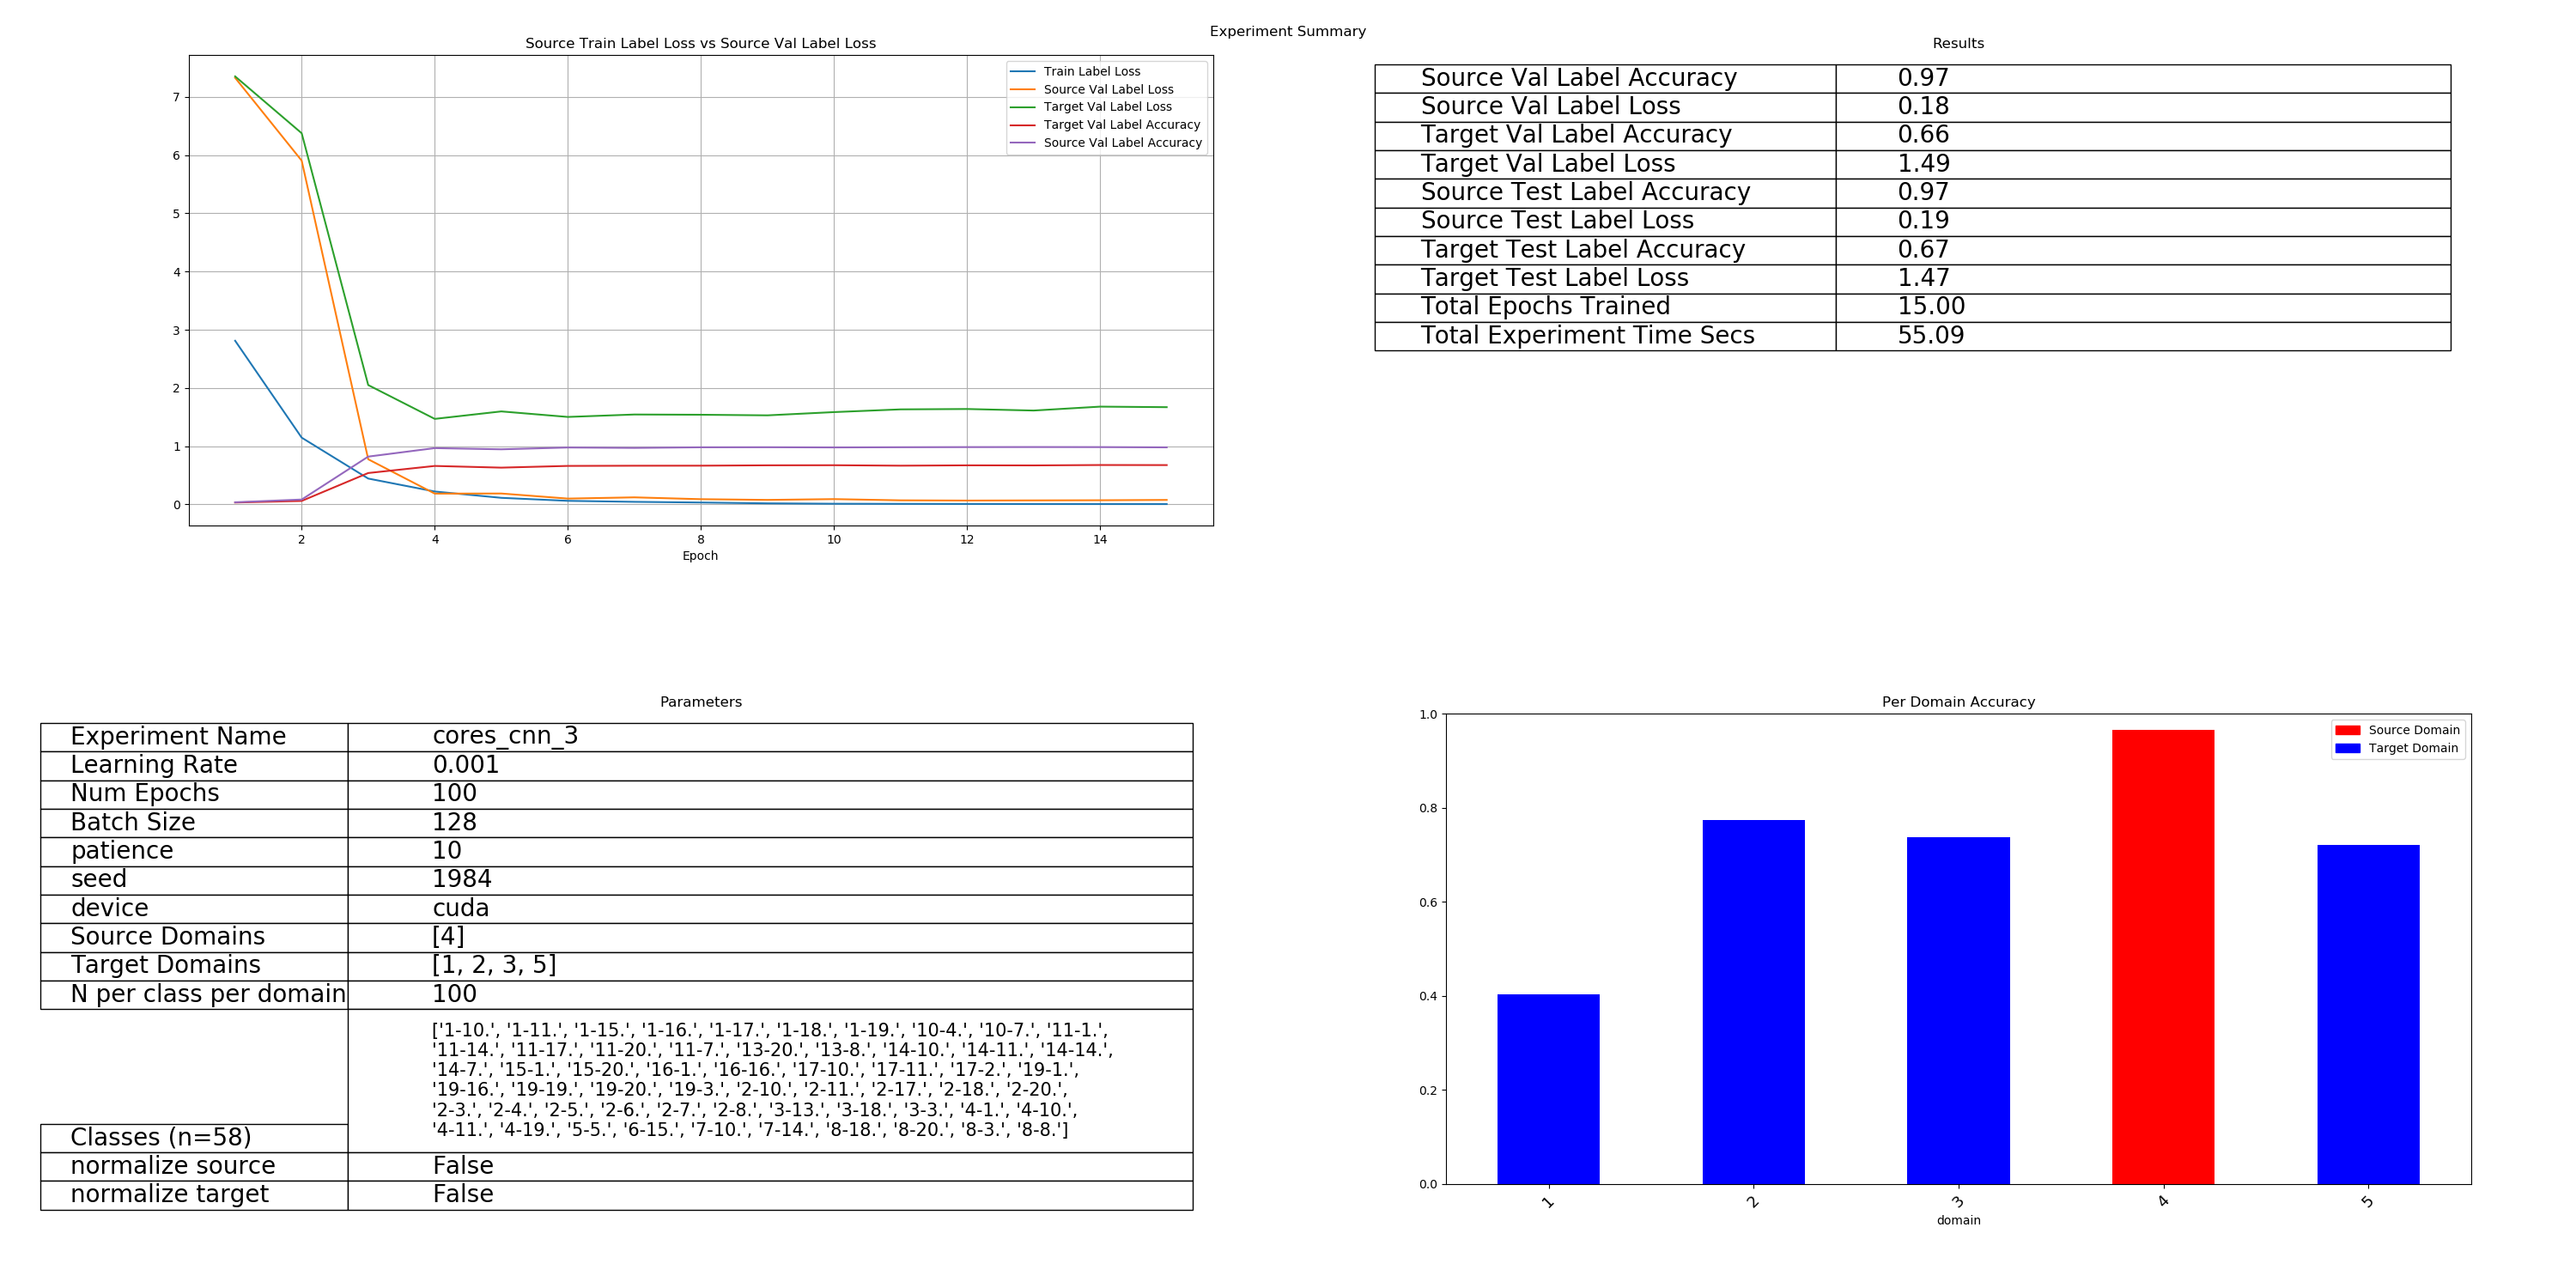 Experiment Summary
Source Train Label Loss vs Source Val Label Loss
Train Label Loss
Source Val Label Loss
Target Val Label Loss
Target Val Label Accuracy
Source Val Label Accuracy
7
6
5
4
3
2
1
0
2 4 6 8 10 12 14
Epoch
Results
Source Val Label Accuracy 0.97
Source Val Label Loss 0.18
Target Val Label Accuracy 0.66
Target Val Label Loss 1.49
Source Test Label Accuracy 0.97
Source Test Label Loss 0.19
Target Test Label Accuracy 0.67
Target Test Label Loss 1.47
Total Epochs Trained 15.00
Total Experiment Time Secs 55.09
Parameters
Experiment Name cores_cnn_3
Learning Rate 0.001
Num Epochs 100
Batch Size 128
patience 10
seed 1984
device cuda
Source Domains [4]
Target Domains [1, 2, 3, 5]
N per class per domain 100
['1-10.', '1-11.', '1-15.', '1-16.', '1-17.', '1-18.', '1-19.', '10-4.', '10-7.', '11-1.',
'11-14.', '11-17.', '11-20.', '11-7.', '13-20.', '13-8.', '14-10.', '14-11.', '14-14.',
'14-7.', '15-1.', '15-20.', '16-1.', '16-16.', '17-10.', '17-11.', '17-2.', '19-1.',
'19-16.', '19-19.', '19-20.', '19-3.', '2-10.', '2-11.', '2-17.', '2-18.', '2-20.',
'2-3.', '2-4.', '2-5.', '2-6.', '2-7.', '2-8.', '3-13.', '3-18.', '3-3.', '4-1.', '4-10.',
'4-11.', '4-19.', '5-5.', '6-15.', '7-10.', '7-14.', '8-18.', '8-20.', '8-3.', '8-8.']
Classes (n=58)
normalize source False
normalize target False
Per Domain Accuracy
Source Domain
Target Domain
1.0
0.8
0.6
0.4
0.2
0.0
1 2 3 4 5
domain